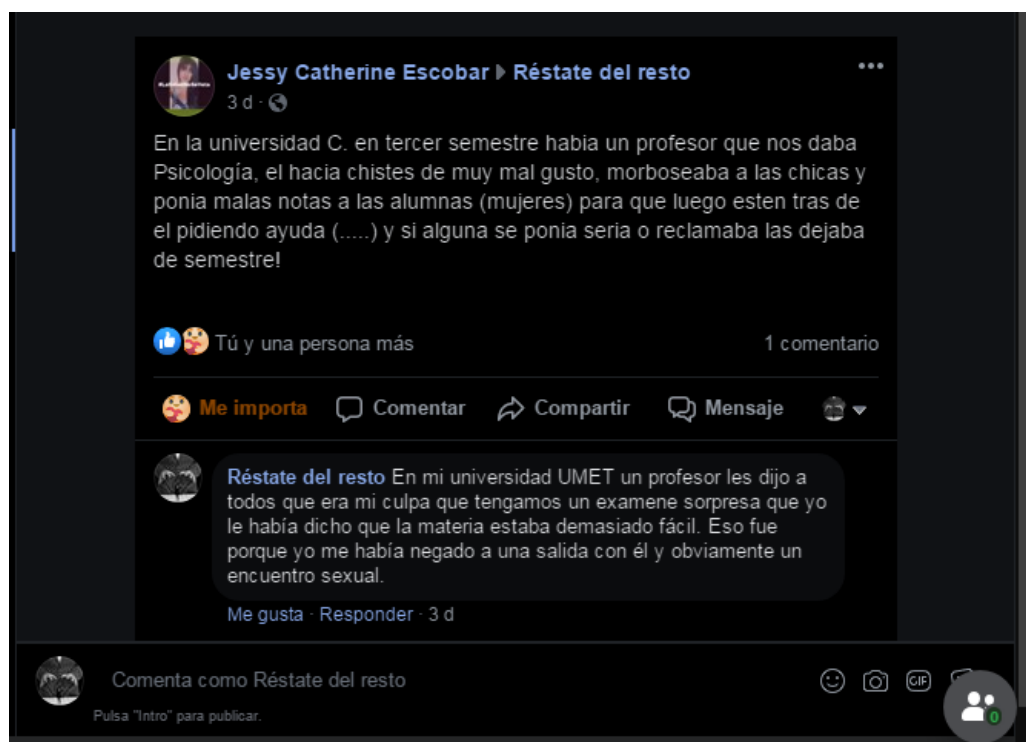 Jessy Catherine Escobar ▸ Réstate del resto
3 d ·
En la universidad C. en tercer semestre habia un profesor que nos daba
Psicología, el hacia chistes de muy mal gusto, morboseaba a las chicas y
ponia malas notas a las alumnas (mujeres) para que luego esten tras de
el pidiendo ayuda (.....) y si alguna se ponia seria o reclamaba las dejaba
de semestre!
Tú y una persona más 1 comentario
Me importa Comentar Compartir Mensaje
Réstate del resto En mi universidad UMET un profesor les dijo a
todos que era mi culpa que tengamos un examene sorpresa que yo
le había dicho que la materia estaba demasiado fácil. Eso fue
porque yo me había negado a una salida con él y obviamente un
encuentro sexual.
Me gusta · Responder · 3 d
Comenta como Réstate del resto
GIF
Pulsa "Intro" para publicar.
0